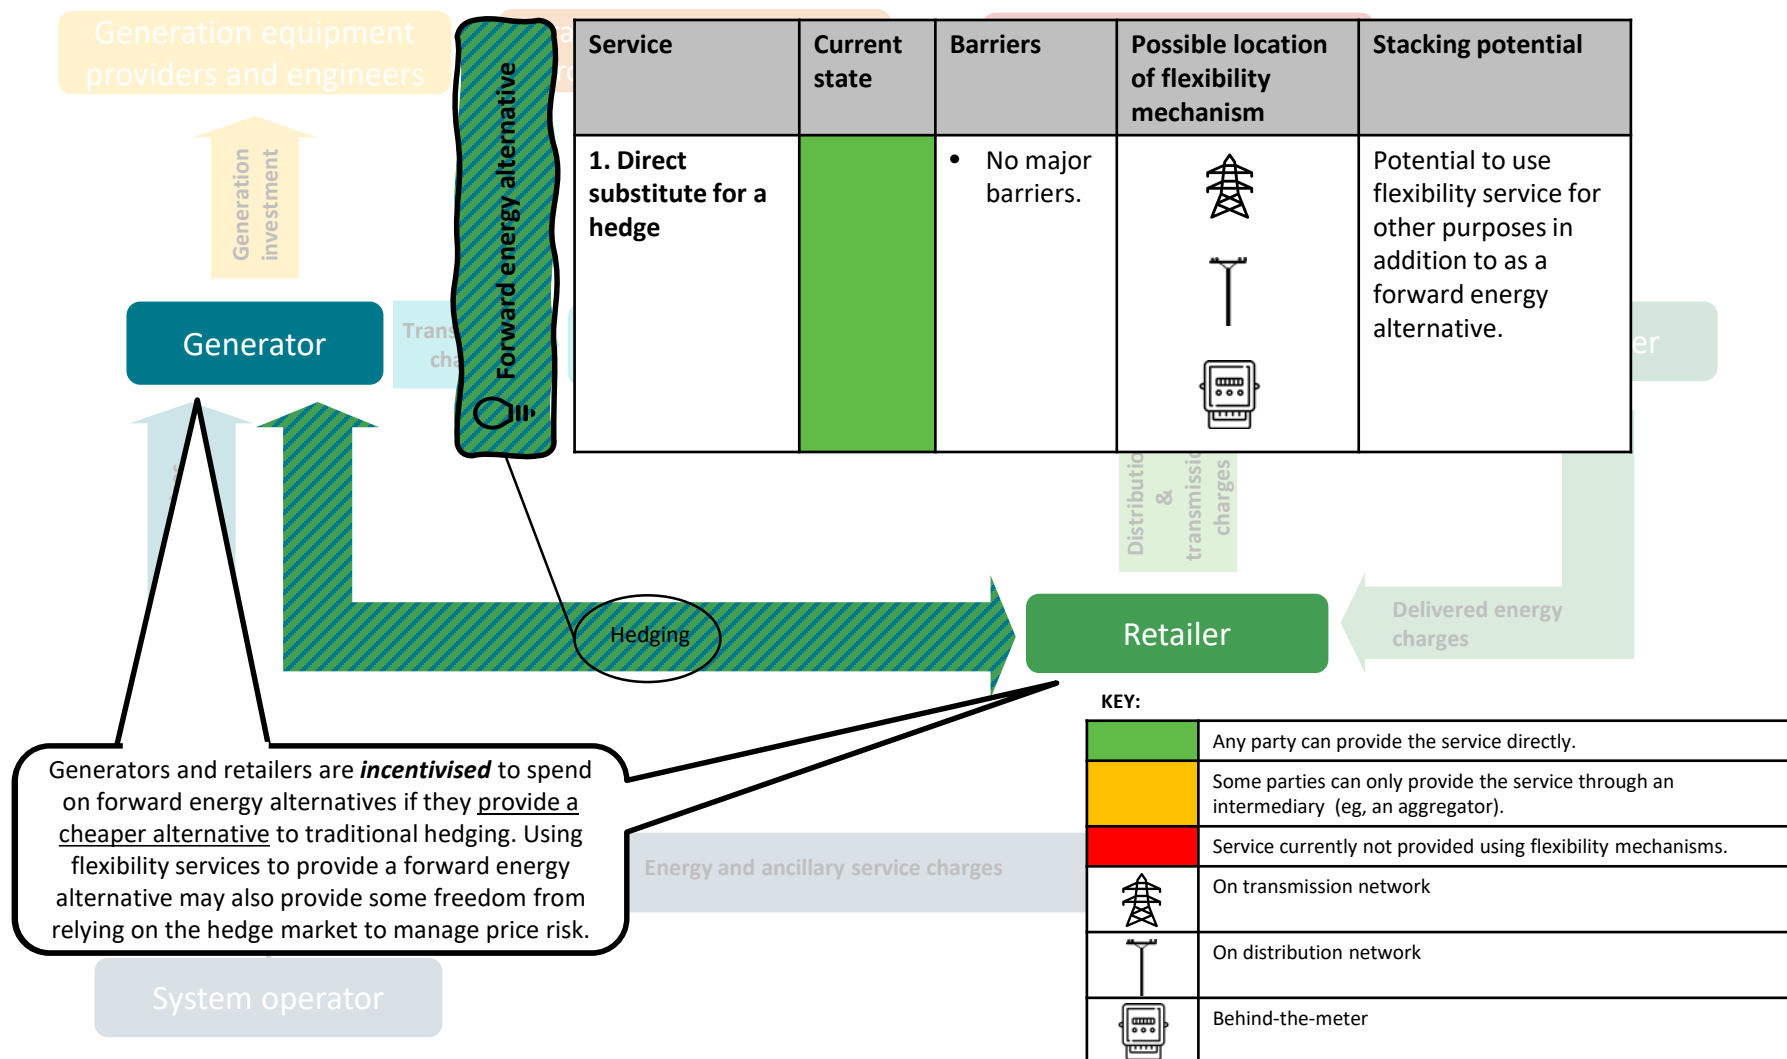 Generation equipment
providers and engineers
Generation
investment
Generator
Forward energy alternative
Service
Current
state
Barriers
Possible location
of flexibility
mechanism
Stacking potential
1. Direct
substitute for a
hedge
• No major
barriers.
Potential to use
flexibility service for
other purposes in
addition to as a
forward energy
alternative.
&
charges
Hedging
Retailer
Delivered energy
charges
Generators and retailers are incentivised to spend
on forward energy alternatives if they provide a
cheaper alternative to traditional hedging. Using
flexibility services to provide a forward energy
alternative may also provide some freedom from
relying on the hedge market to manage price risk.
Energy and ancillary service charges
System operator
KEY:
Any party can provide the service directly.
Some parties can only provide the service through an
intermediary (eg, an aggregator).
Service currently not provided using flexibility mechanisms.
On transmission network
On distribution network
Behind-the-meter